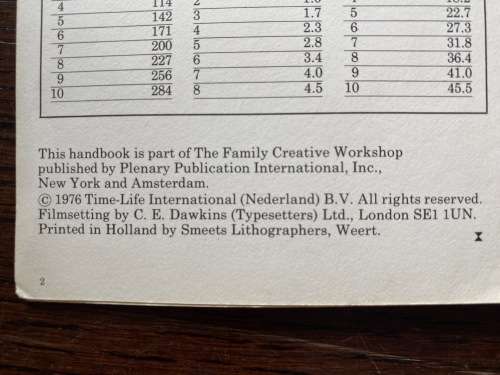 4 114 2
5 142 3 1.7 5 22.7
6 171 4 2.3 6 27.3
7 200 5 2.8 7 31.8
8 227 6 3.4 8 36.4
9 256 7 4.0 9 41.0
10 284 8 4.5 10 45.5
This handbook is part of The Family Creative Workshop
published by Plenary Publication International, Inc.,
New York and Amsterdam.
© 1976 Time-Life International (Nederland) B.V. All rights reserved.
Filmsetting by C. E. Dawkins (Typesetters) Ltd., London SE1 1UN.
Printed in Holland by Smeets Lithographers, Weert.
2